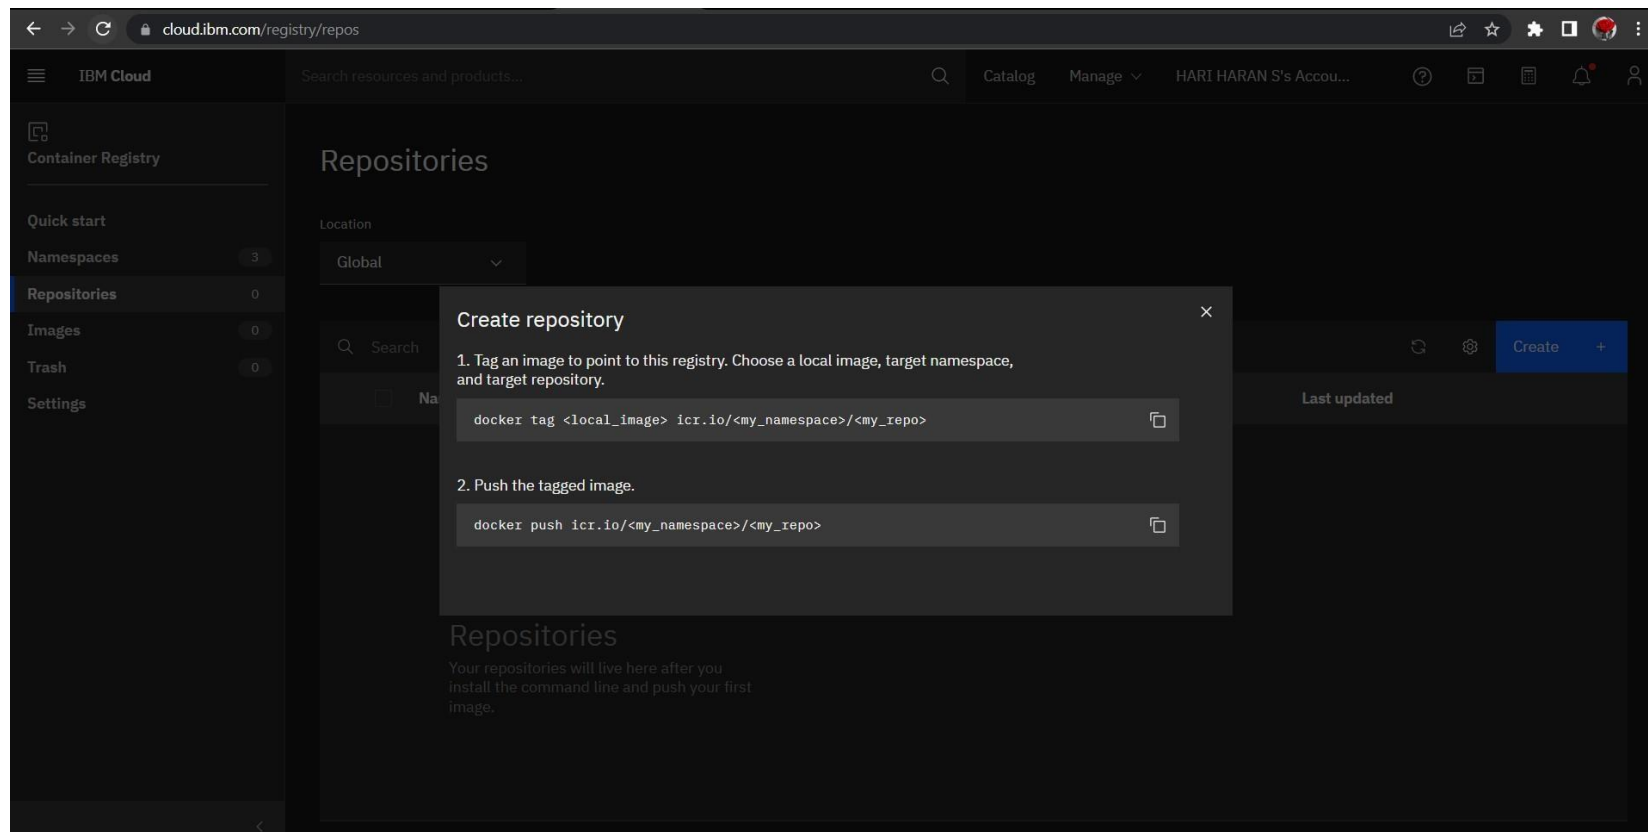 cloud.ibm.com/registry/repos
IBM Cloud
Search resources and products...
Catalog
Manage
HARI HARAN S's Accou...
Container Registry
Quick start
Namespaces 3
Repositories 0
Images 0
Trash 0
Settings
Repositories
Location
Global
Search
Create +
Na
Last updated
Create repository
1. Tag an image to point to this registry. Choose a local image, target namespace,
and target repository.
docker tag <local_image> icr.io/<my_namespace>/<my_repo>
2. Push the tagged image.
docker push icr.io/<my_namespace>/<my_repo>
Repositories
Your repositories will live here after you
install the command line and push your first
image.